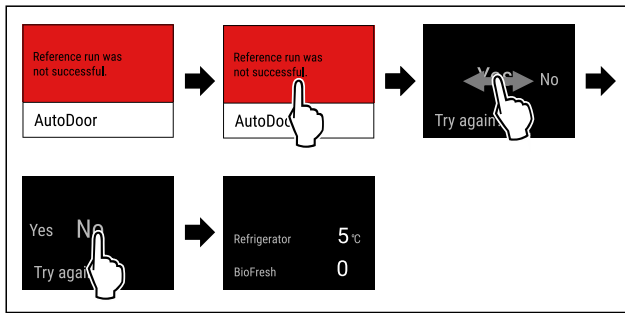 Reference run was
not successful.
AutoDoor
Reference run was
not successful.
AutoDoor
Yes No
Try again
Yes No
Try again
Refrigerator 5 °C
BioFresh 0